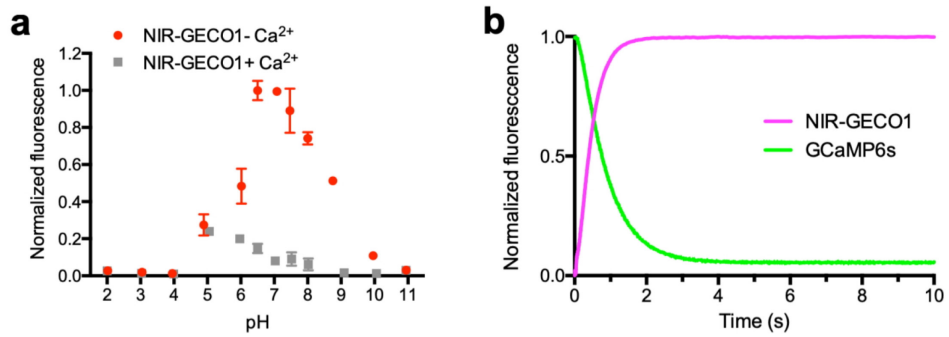 a
NIR-GECO1- Ca²⁺
NIR-GECO1+ Ca²⁺
Normalized fluorescence
1.2
1.0
0.8
0.6
0.4
0.2
0.0
2 3 4 5 6 7 8 9 10 11
pH
b
Normalized fluoresccence
1.0
0.5
0.0
NIR-GECO1
GCaMP6s
0 2 4 6 8 10
Time (s)